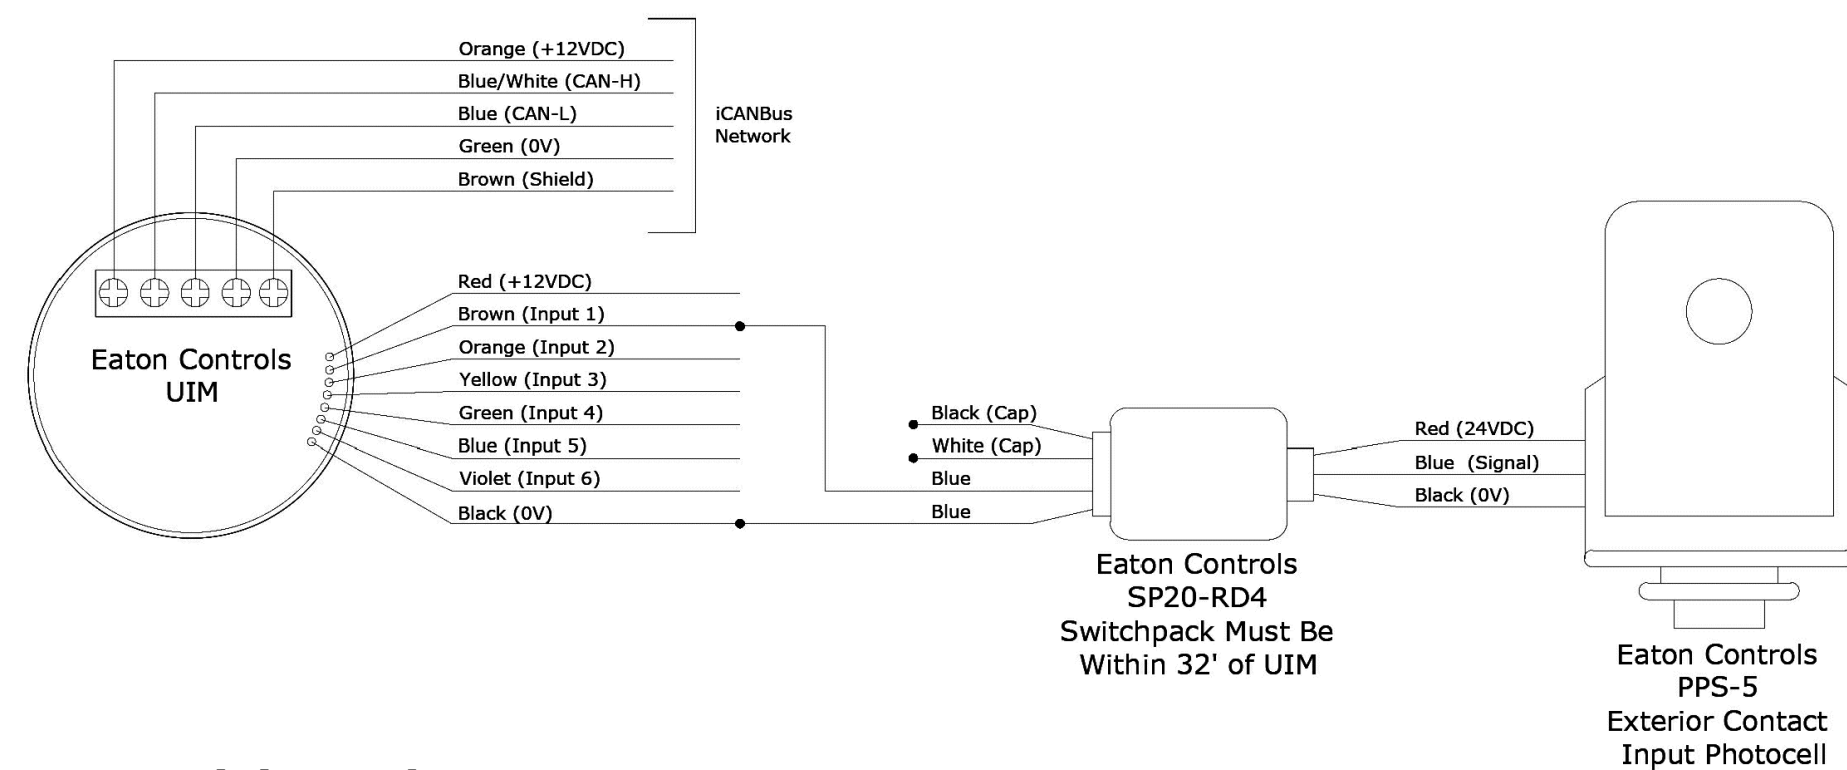 Orange (+12VDC)
Blue/White (CAN-H)
Blue (CAN-L)
Green (0V)
Brown (Shield)
iCANBus
Network
Eaton Controls
UIM
Red (+12VDC)
Brown (Input 1)
Orange (Input 2)
Yellow (Input 3)
Green (Input 4)
Blue (Input 5)
Violet (Input 6)
Black (0V)
Black (Cap)
White (Cap)
Blue
Blue
Eaton Controls
SP20-RD4
Switchpack Must Be
Within 32' of UIM
Red (24VDC)
Blue (Signal)
Black (0V)
Eaton Controls
PPS-5
Exterior Contact
Input Photocell